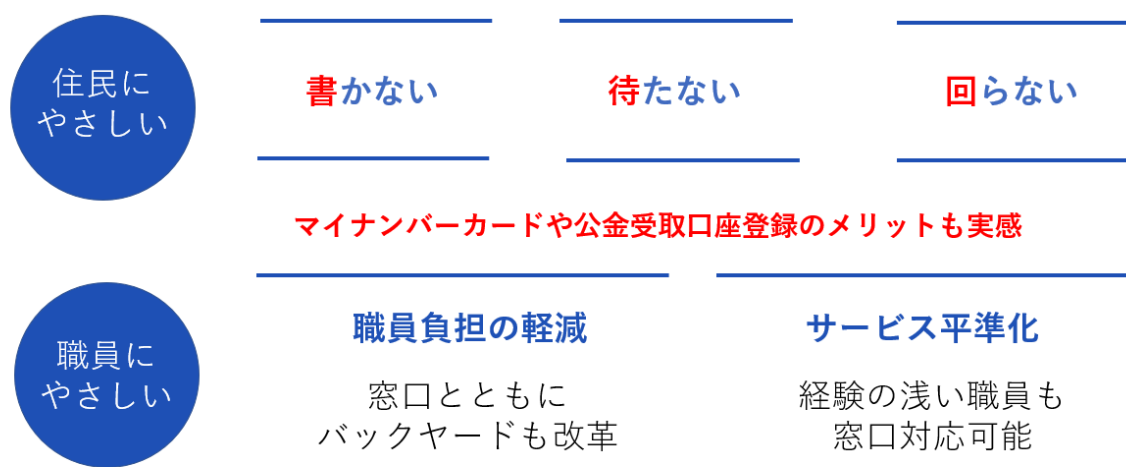 住民に
やさしい
書かない
待たない
回らない
マイナンバーカードや公金受取口座登録のメリットも実感
職員に
やさしい
職員負担の軽減
窓口とともに
バックヤードも改革
サービス平準化
経験の浅い職員も
窓口対応可能